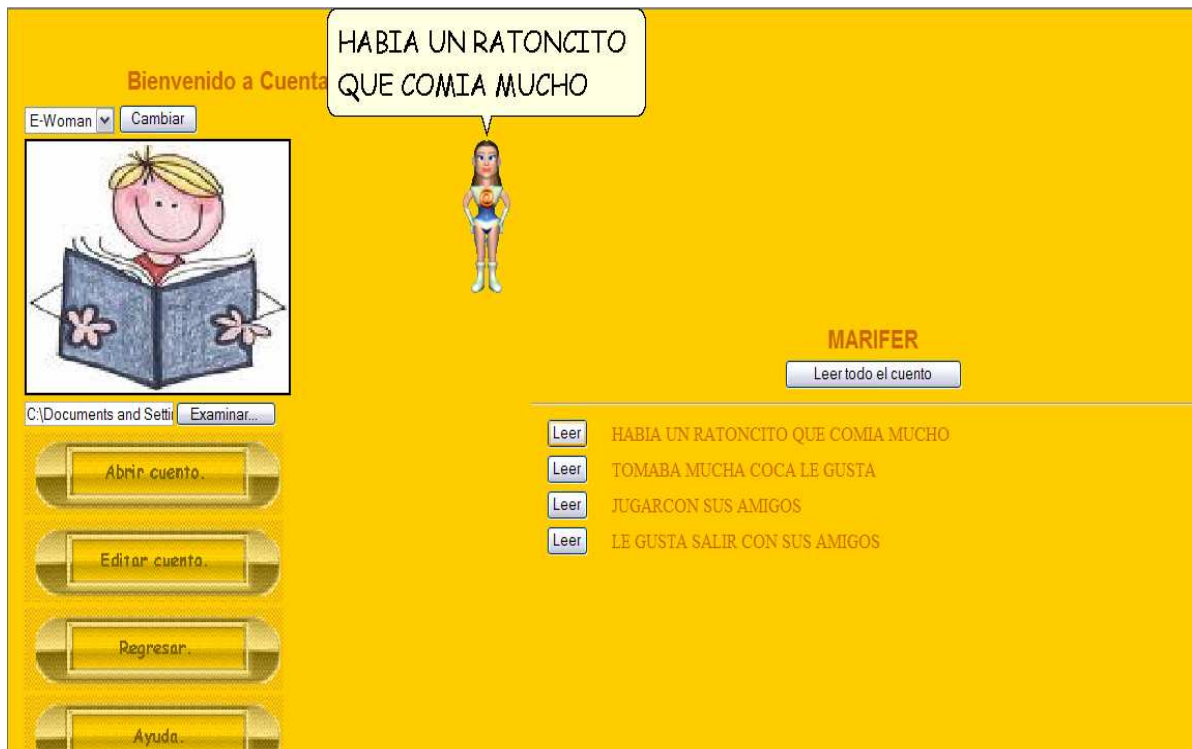 HABIA UN RATONCITO
QUE COMIA MUCHO
Bienvenido a Cuenta
E-Woman
Cambiar
@
MARIFER
Leer todo el cuento
C:\Documents and Setti
Examinar...
Leer HABIA UN RATONCITO QUE COMIA MUCHO
Leer TOMABA MUCHA COCA LE GUSTA
Leer JUGARCON SUS AMIGOS
Leer LE GUSTA SALIR CON SUS AMIGOS
Abrir cuento.
Editar cuento.
Regresar.
Ayuda.